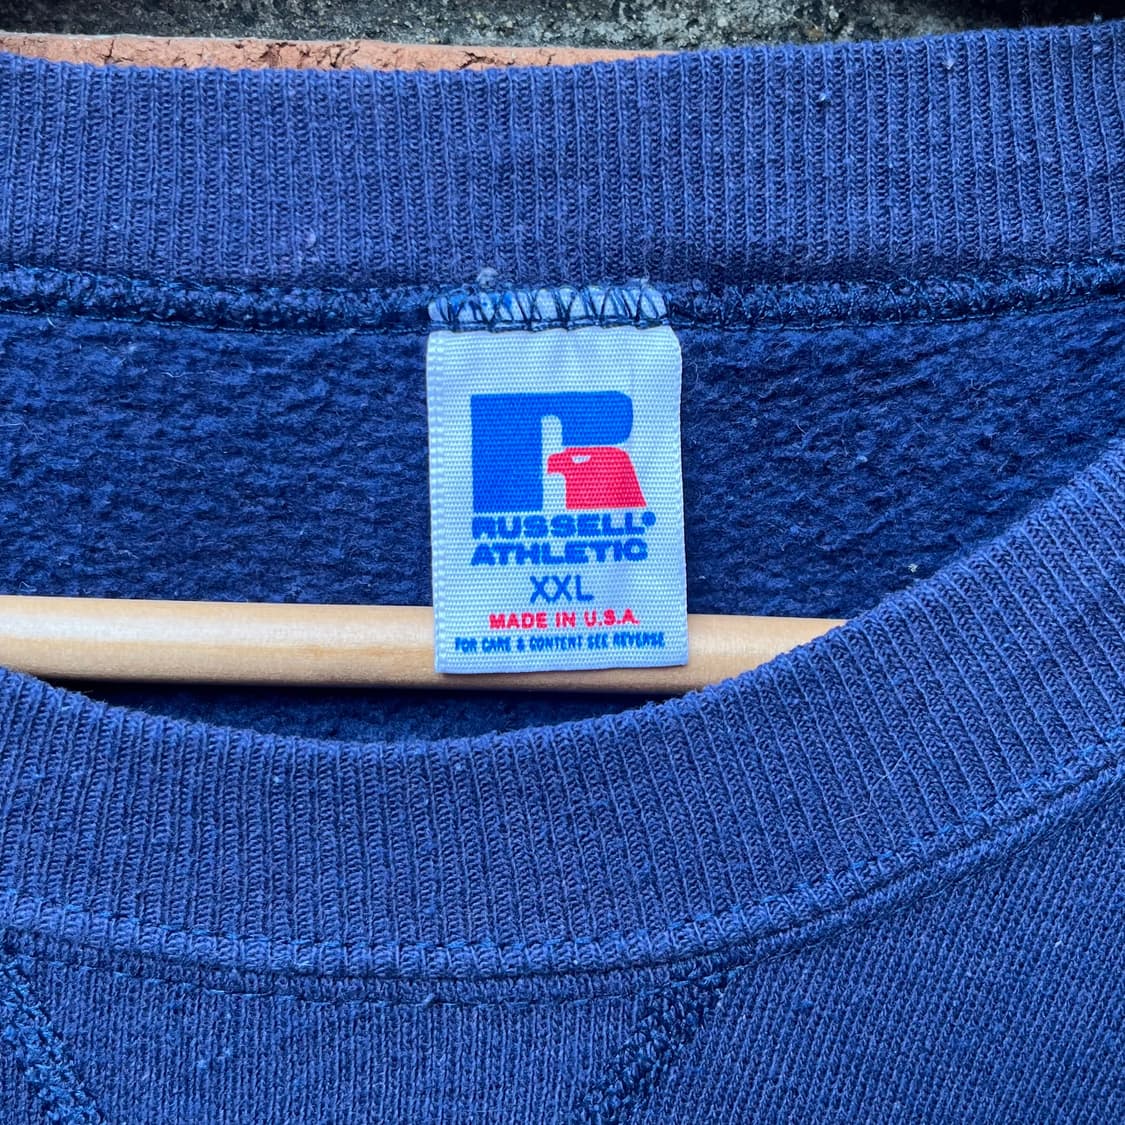 R
RUSSELL®
ATHLETIC
XXL
MADE IN U.S.A.
FOR CARE & CONTENT SEE REVERSE